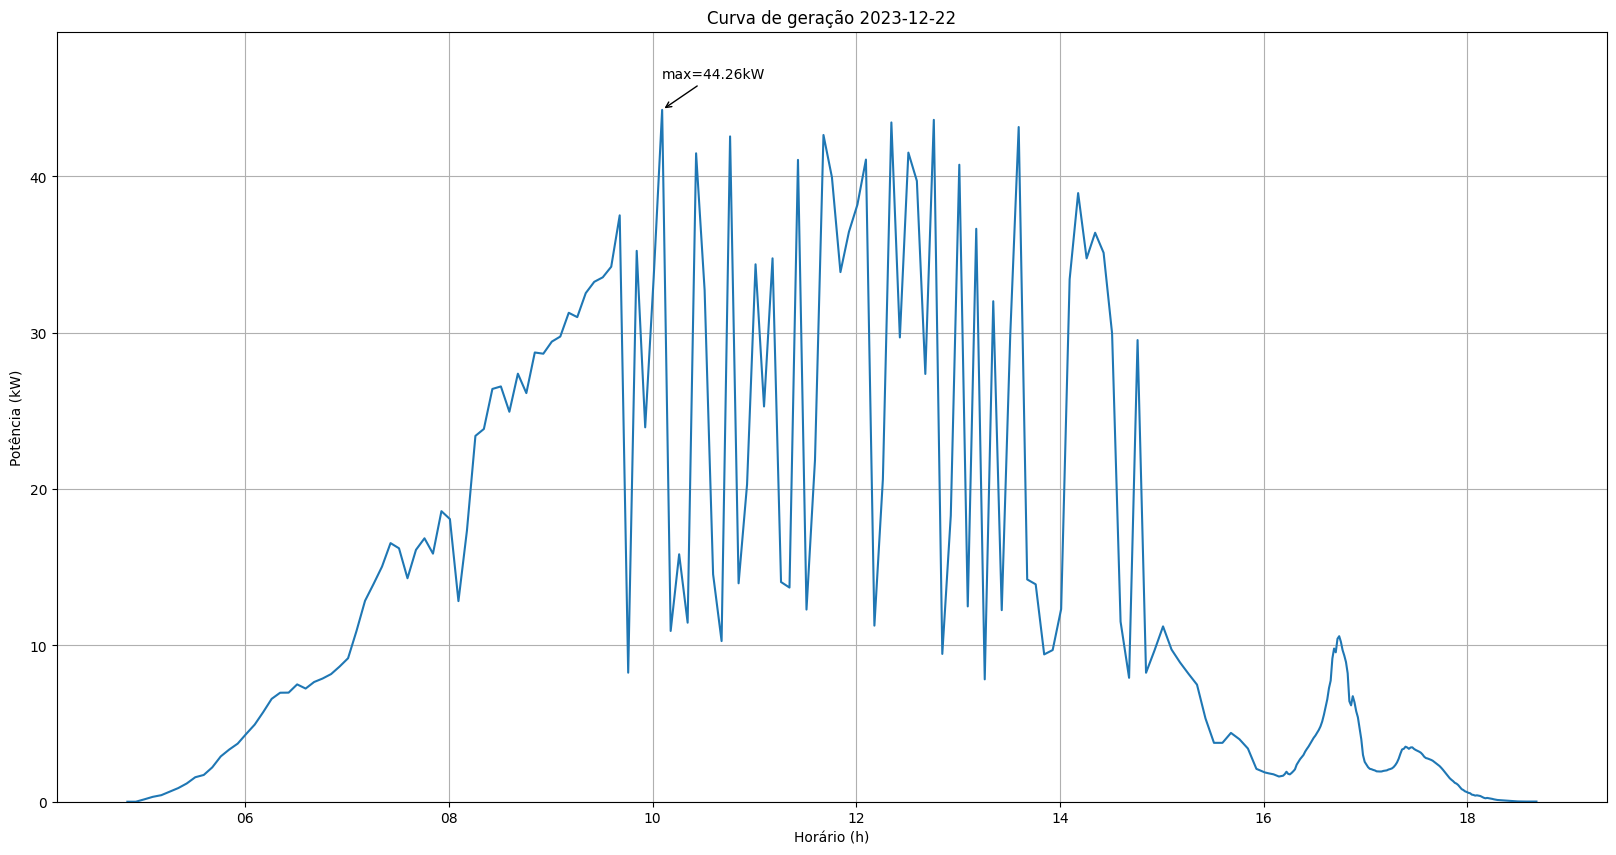 Curva de geração 2023-12-22
max=44.26kW
40
30
20
10
0
Potência (kW)
06 08 10 12 14 16 18
Horário (h)